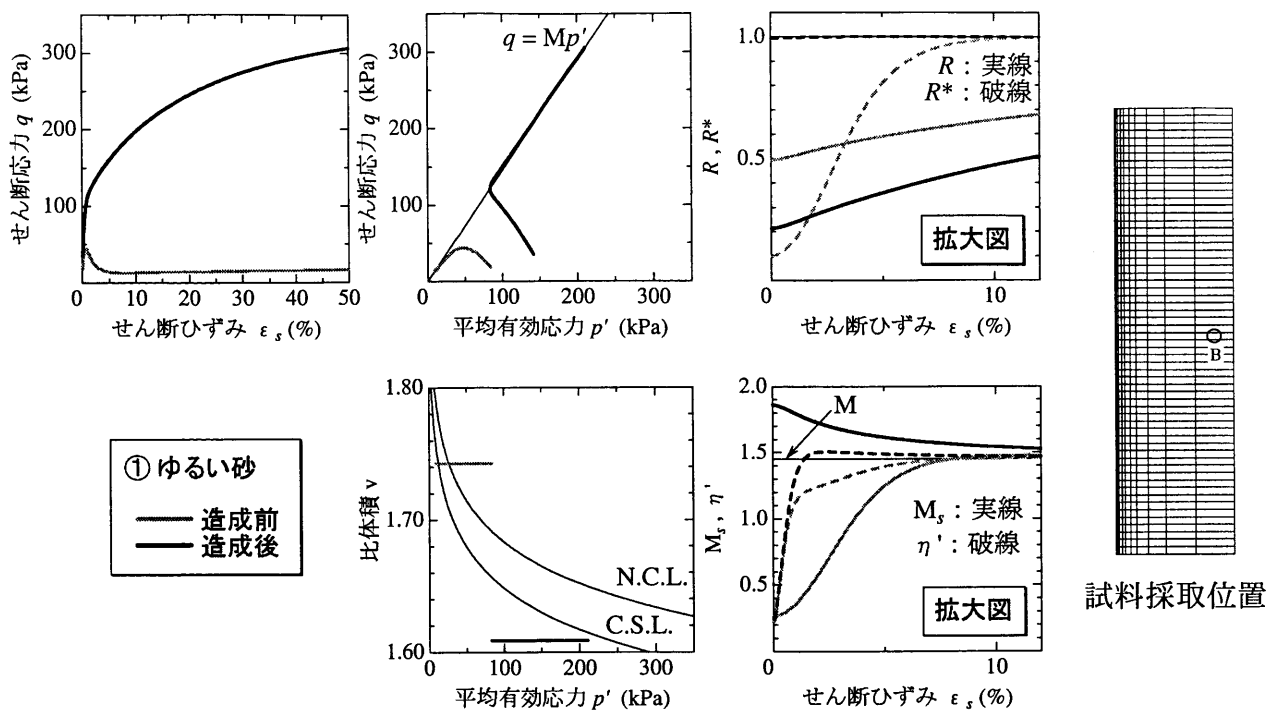 300
200
100
0 10 20 30 40 50
せん断応力 q (kPa)
せん断ひずみ εs (%)
q = Mp'
300
200
100
0 100 200 300
せん断応力 q (kPa)
平均有効応力 p' (kPa)
1.0
0.5
0 10
R , R*
R : 実線
R* : 破線
拡大図
せん断ひずみ εs (%)
B
試料採取位置
① ゆるい砂
造成前
造成後
1.80
1.70
1.60
0 100 200 300
比体積 v
N.C.L.
C.S.L.
平均有効応力 p' (kPa)
2.0
1.5
1.0
0.5
0 10
Ms , η'
M
Ms : 実線
η' : 破線
拡大図
せん断ひずみ εs (%)